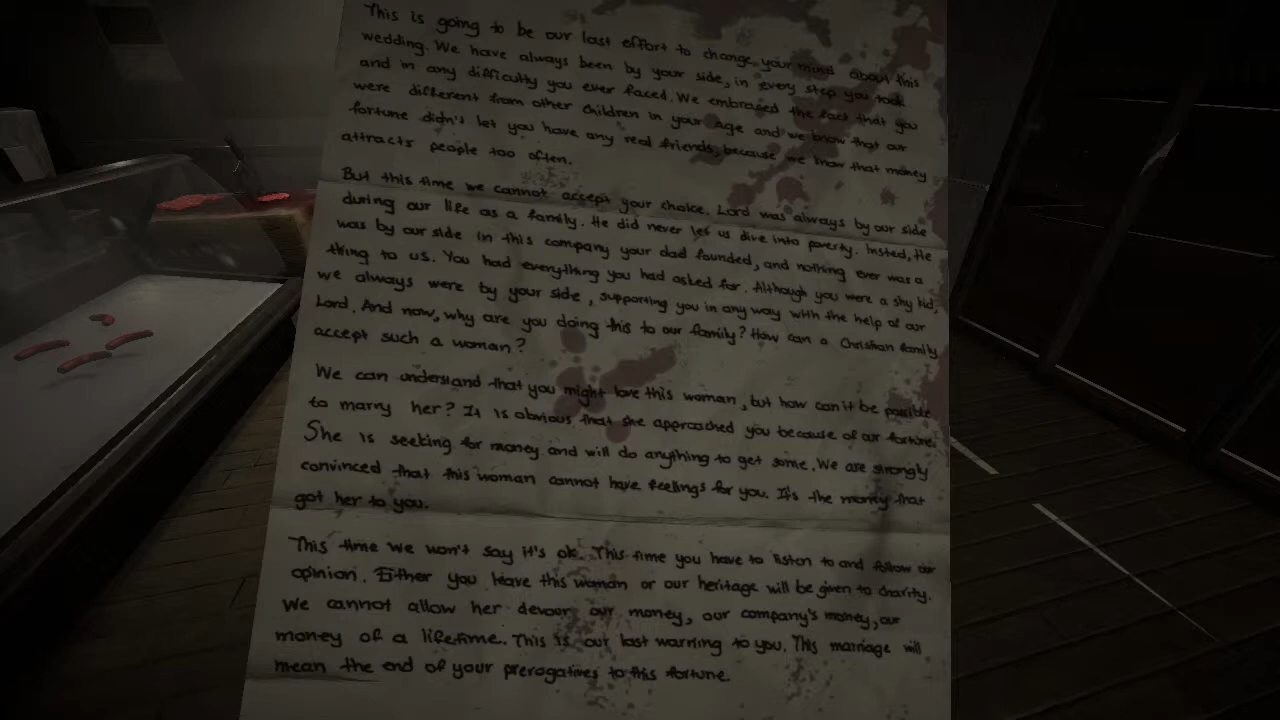 This is going to be our last effort to change your mind about this
wedding. We have always been by your side, in every step you took
and in any difficulty you ever faced. We embraced the fact that you
were different from other children in your age and we know that our
fortune didn't let you have any real friends, because we know that money
attracts people too often.
But this time we cannot accept your choice. Lord was always by our side
during our life as a family. He did never let us dive into poverty. Insted, He
was by our side in this company your dad founded, and nothing ever was a
thing to us. You had everything you had asked for. Although you were a shy kid,
we always were by your side, supporting you in any way with the help of our
Lord. And now, why are you doing this to our family? How can a Christian family
accept such a woman?
We can understand that you might love this woman, but how can it be possible
to marry her? It is obvious that she approached you because of our fortune.
She is seeking for money and will do anything to get some. We are strongly
convinced that this woman cannot have feelings for you. It's the money that
got her to you.
This time we won't say it's ok. This time you have to listen to and follow our
opinion. Either you leave this woman or our heritage will be given to charity.
We cannot allow her devour our money, our company's money, our
money of a lifetime. This is our last warning to you. This marriage will
mean the end of your prerogatives to this fortune.